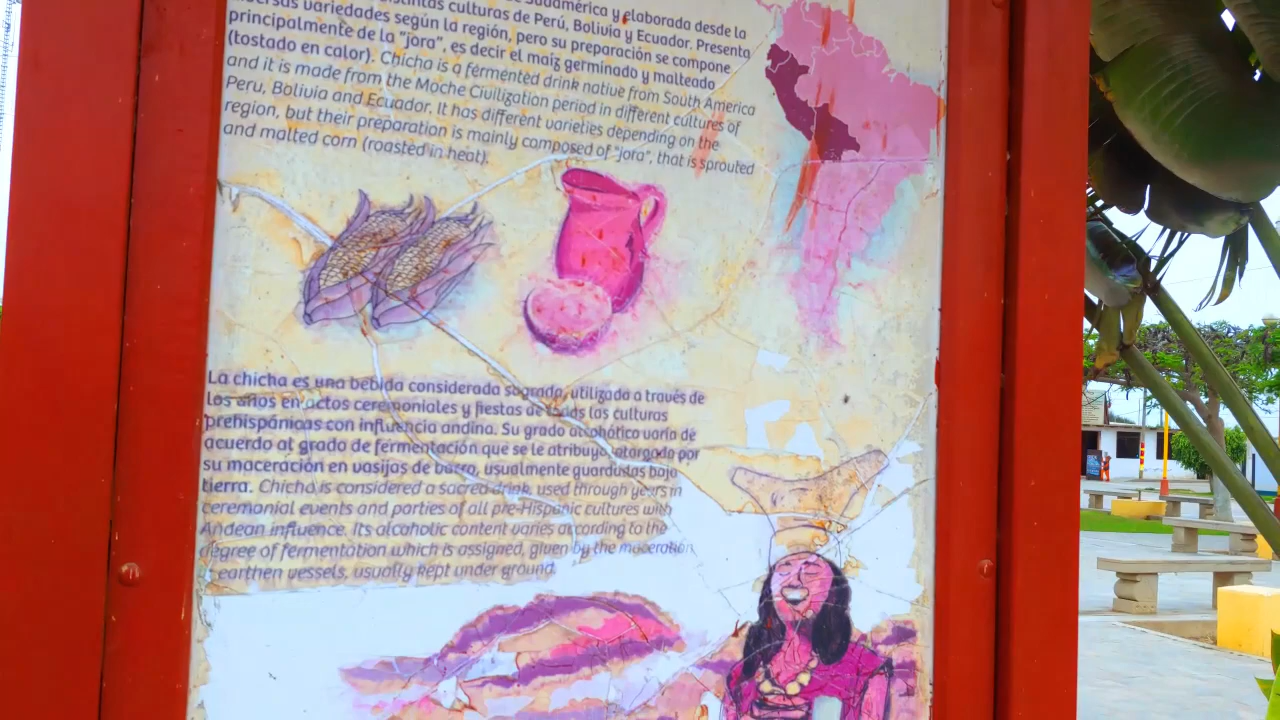 Sudamérica y elaborada desde la
distintas culturas de Perú, Bolivia y Ecuador. Presenta
variedades según la región, pero su preparación se compone
principalmente de la "jora", es decir el maíz germinado y malteado
(tostado en calor). Chicha is a fermented drink native from South America
and it is made from the Moche Civilization period in different cultures of
Peru, Bolivia and Ecuador. It has different varieties depending on the
region, but their preparation is mainly composed of "jora", that is sprouted
and malted corn (roasted in heat).
La chicha es una bebida considerada sagrada, utilizada a través de
los años en actos ceremoniales y fiestas de todas las culturas
prehispánicas con influencia andina. Su grado alcohólico varía de
acuerdo al grado de fermentación que se le atribuya, otorgada por
su maceración en vasijas de barro, usualmente guardadas bajo
tierra. Chicha is considered a sacred drink, used through years in
ceremonial events and parties of all pre-Hispanic cultures with
Andean influence. Its alcoholic content varies according to the
degree of fermentation which is assigned, given by the maceration
earthen vessels, usually kept under ground.